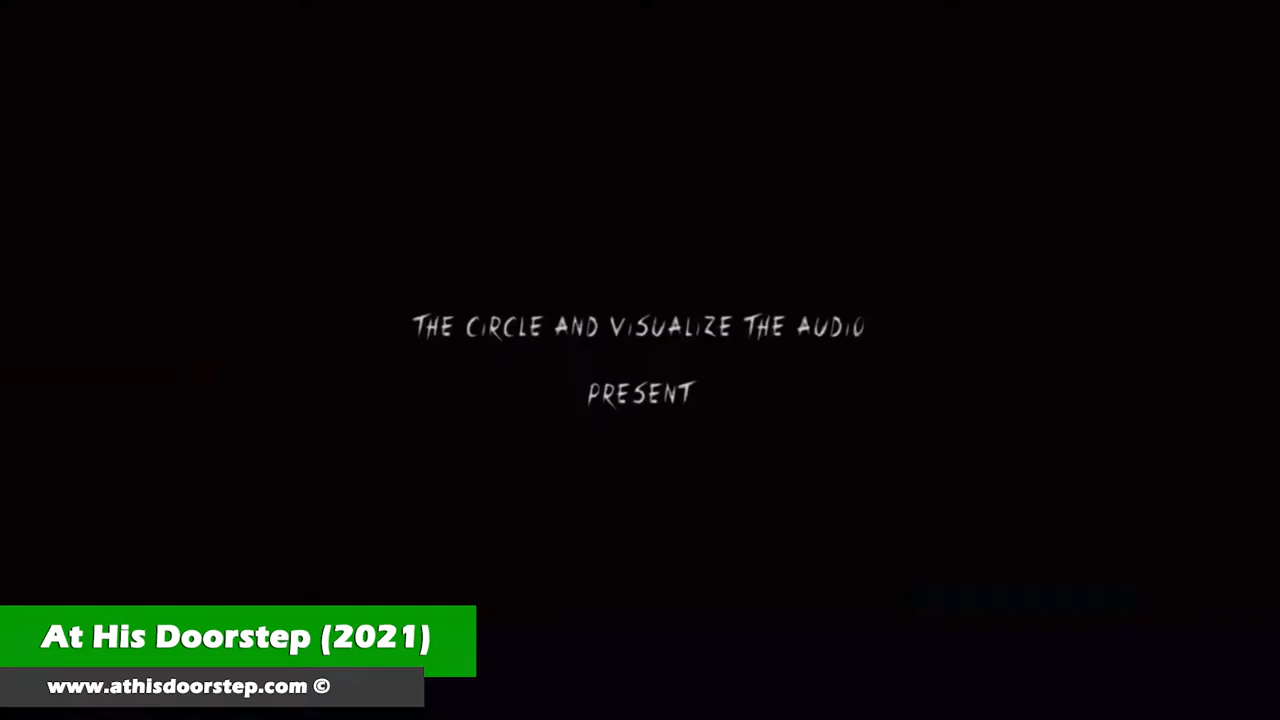 THE CIRCLE AND VISUALIZE THE AUDIO
PRESENT
At His Doorstep (2021)
www.athisdoorstep.com ©